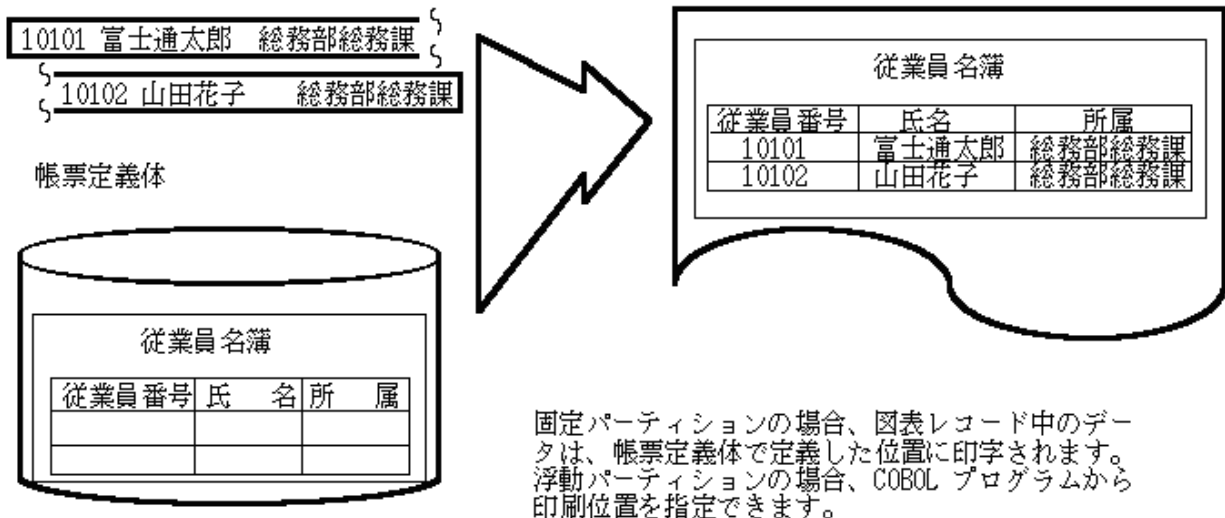 10101 富士通太郎 総務部総務課
10102 山田花子 総務部総務課
帳票定義体
従業員名簿
従業員番号 氏 名 所 属
従業員名簿
従業員番号 氏名 所属
10101 富士通太郎 総務部総務課
10102 山田花子 総務部総務課
固定パーティションの場合、図表レコード中のデー
タは、帳票定義体で定義した位置に印字されます。
浮動パーティションの場合、COBOL プログラムから
印刷位置を指定できます。